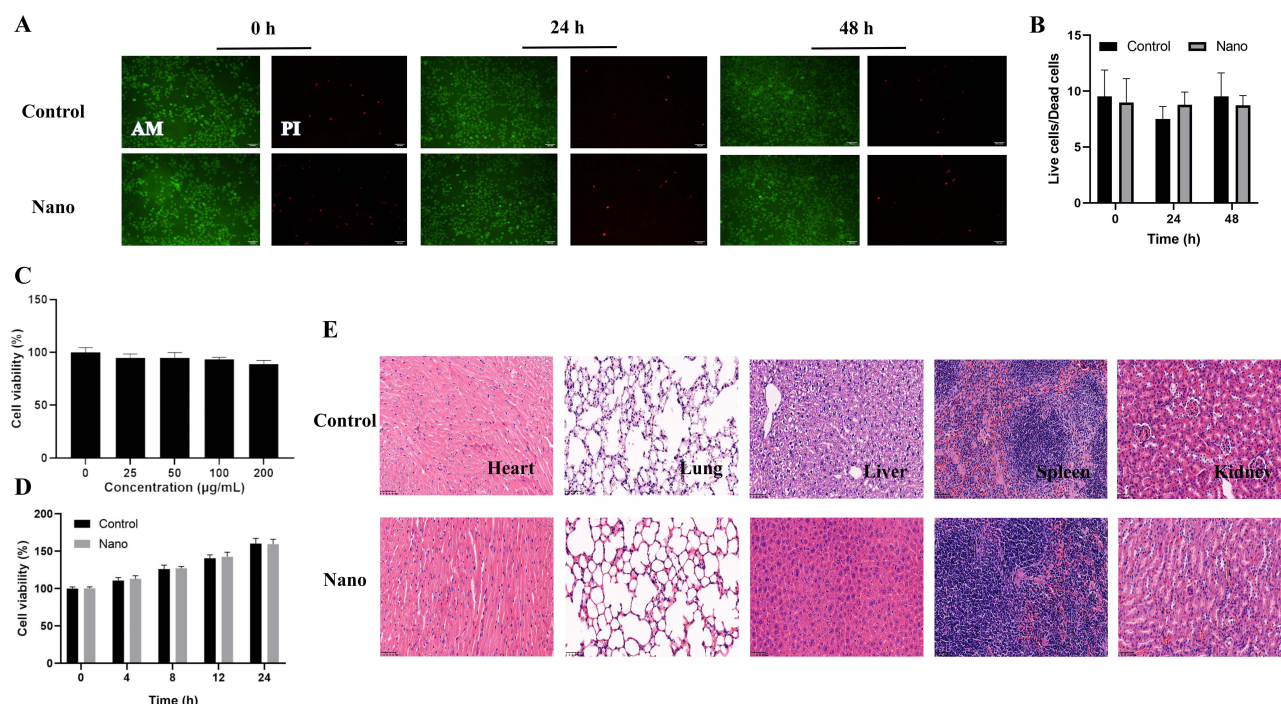 A
0 h
24 h
48 h
Control
Nano
AM
PI
B
Control
Nano
Live cells/Dead cells
15
10
5
0
0
24
48
Time (h)
C
Cell viability (%)
150
100
50
0
0
25
50
100
200
Concentration (μg/mL)
D
Control
Nano
Cell viability (%)
200
150
100
50
0
0
4
8
12
24
Time (h)
E
Control
Nano
Heart
Lung
Liver
Spleen
Kidney